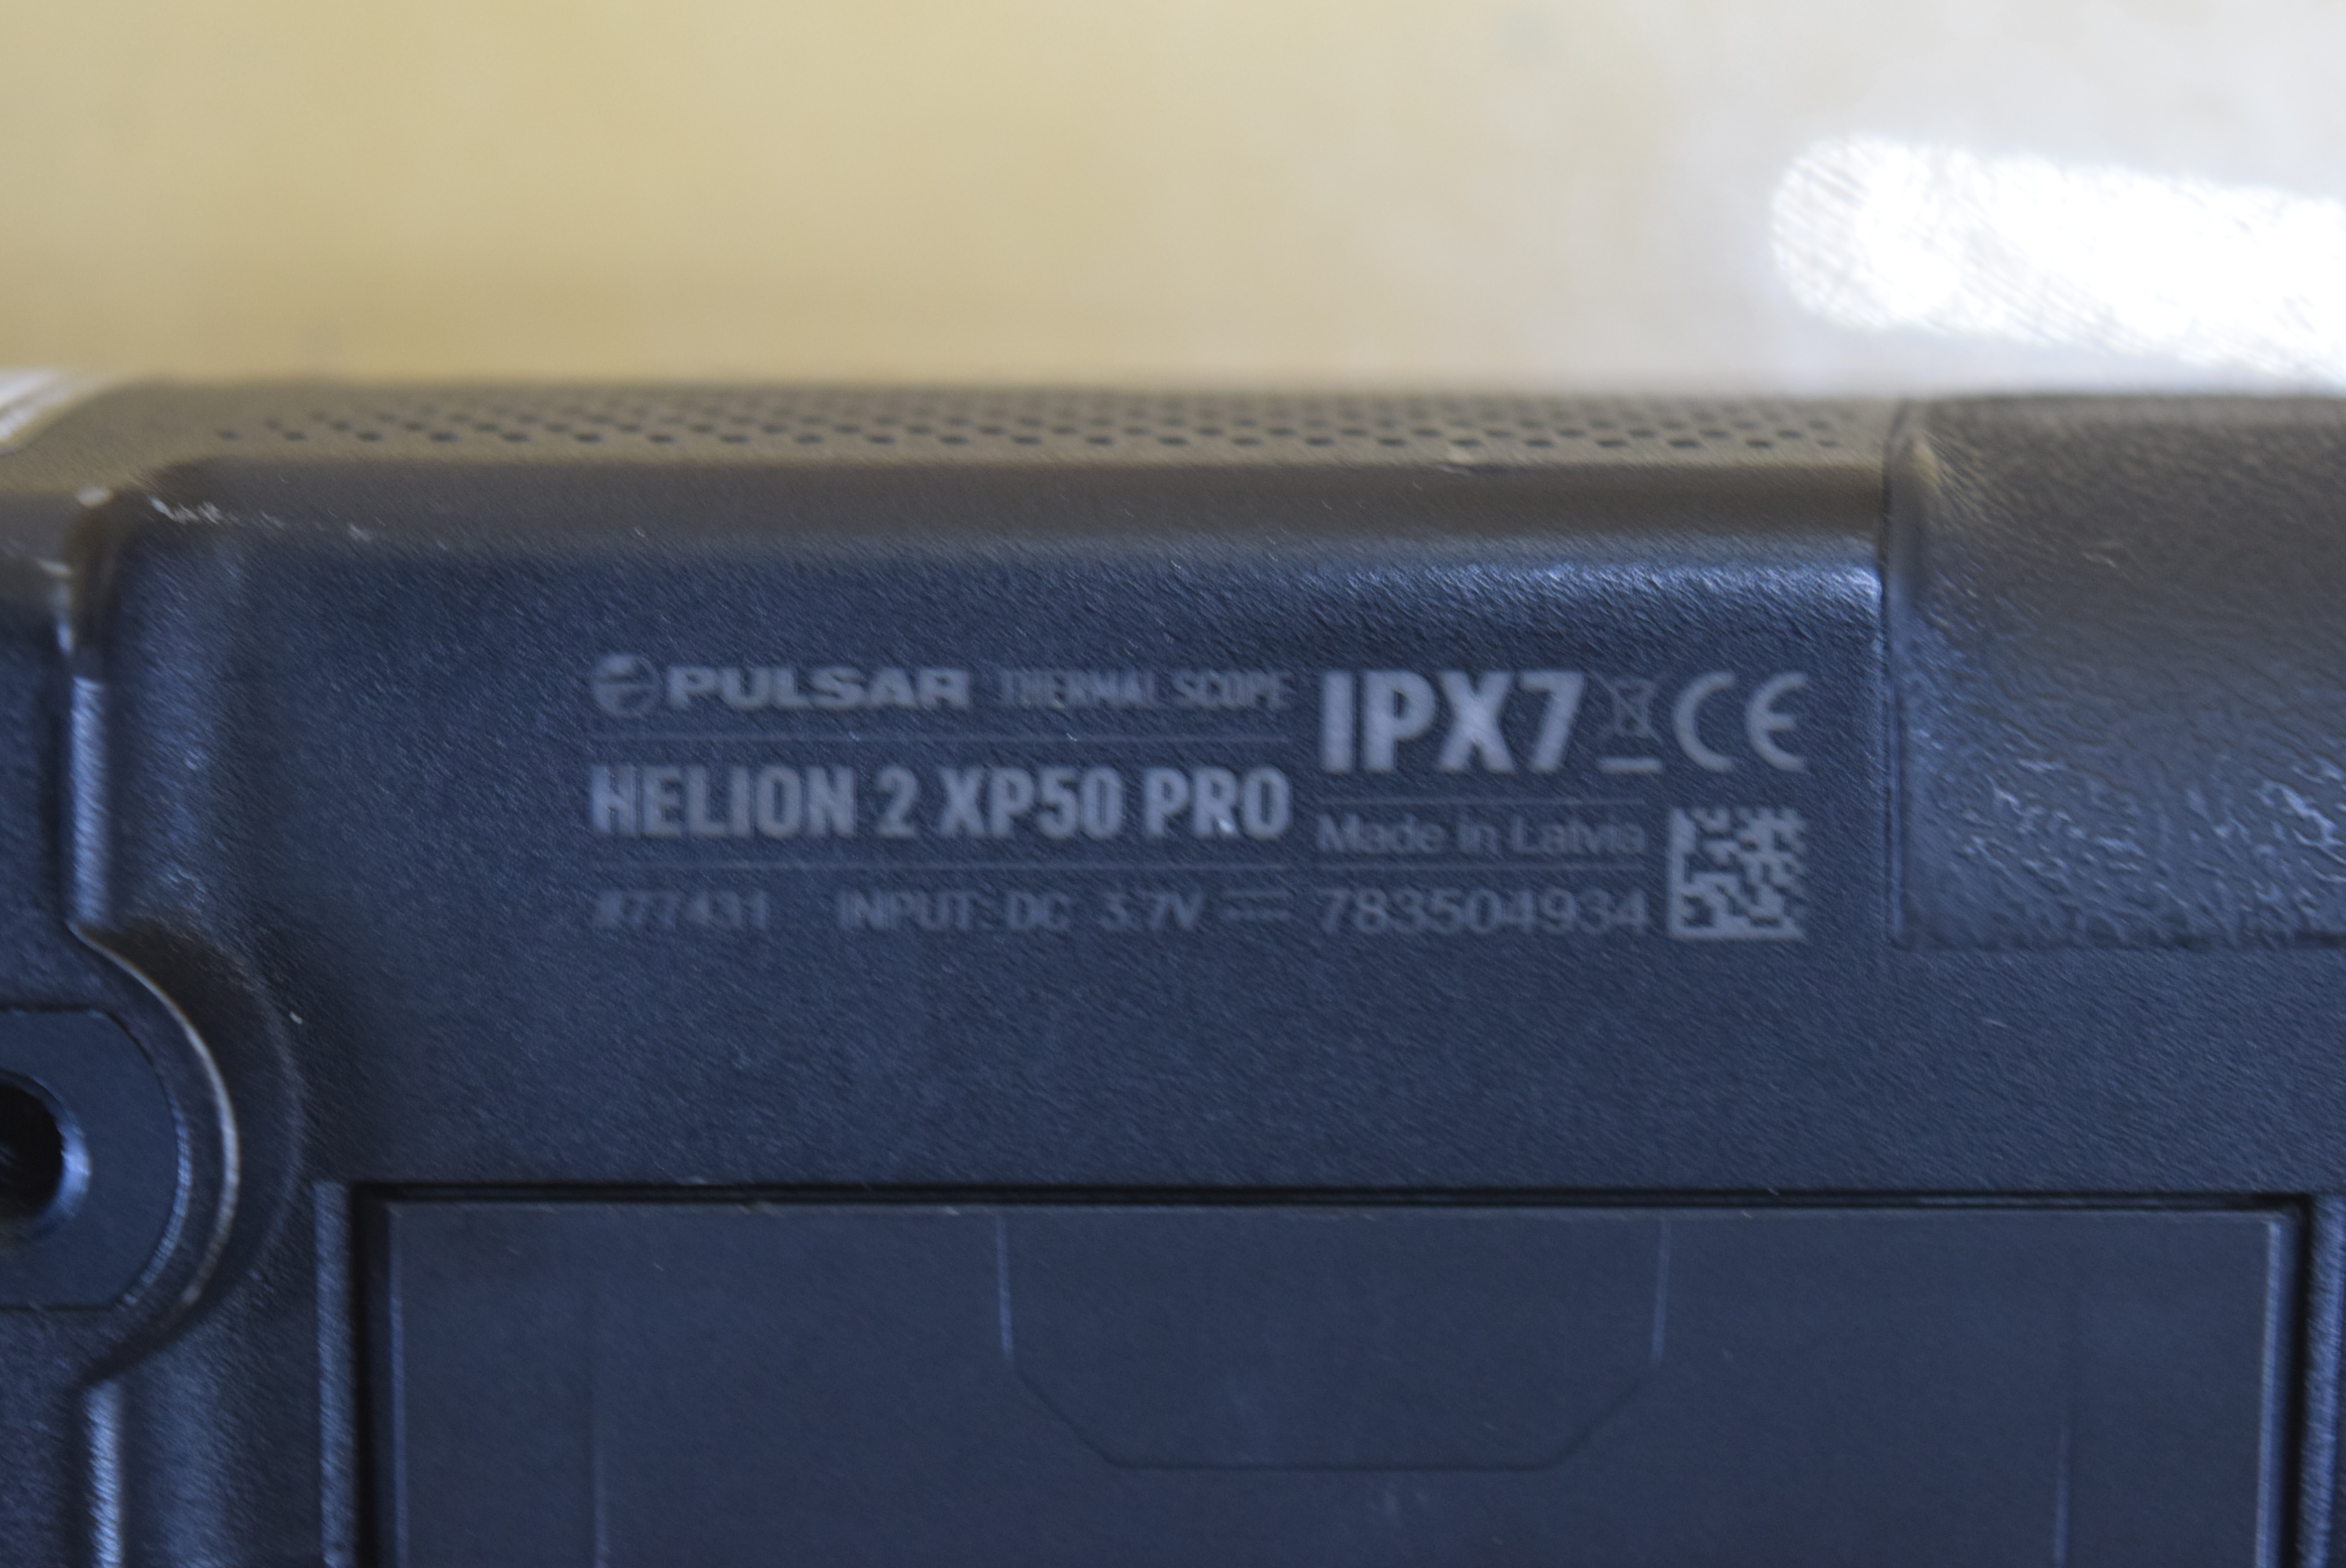 PULSAR THERMAL SCOPE
HELION 2 XP50 PRO
#77431 INPUT: DC 3.7V
IPX7 CE
Made in Latvia
783504934